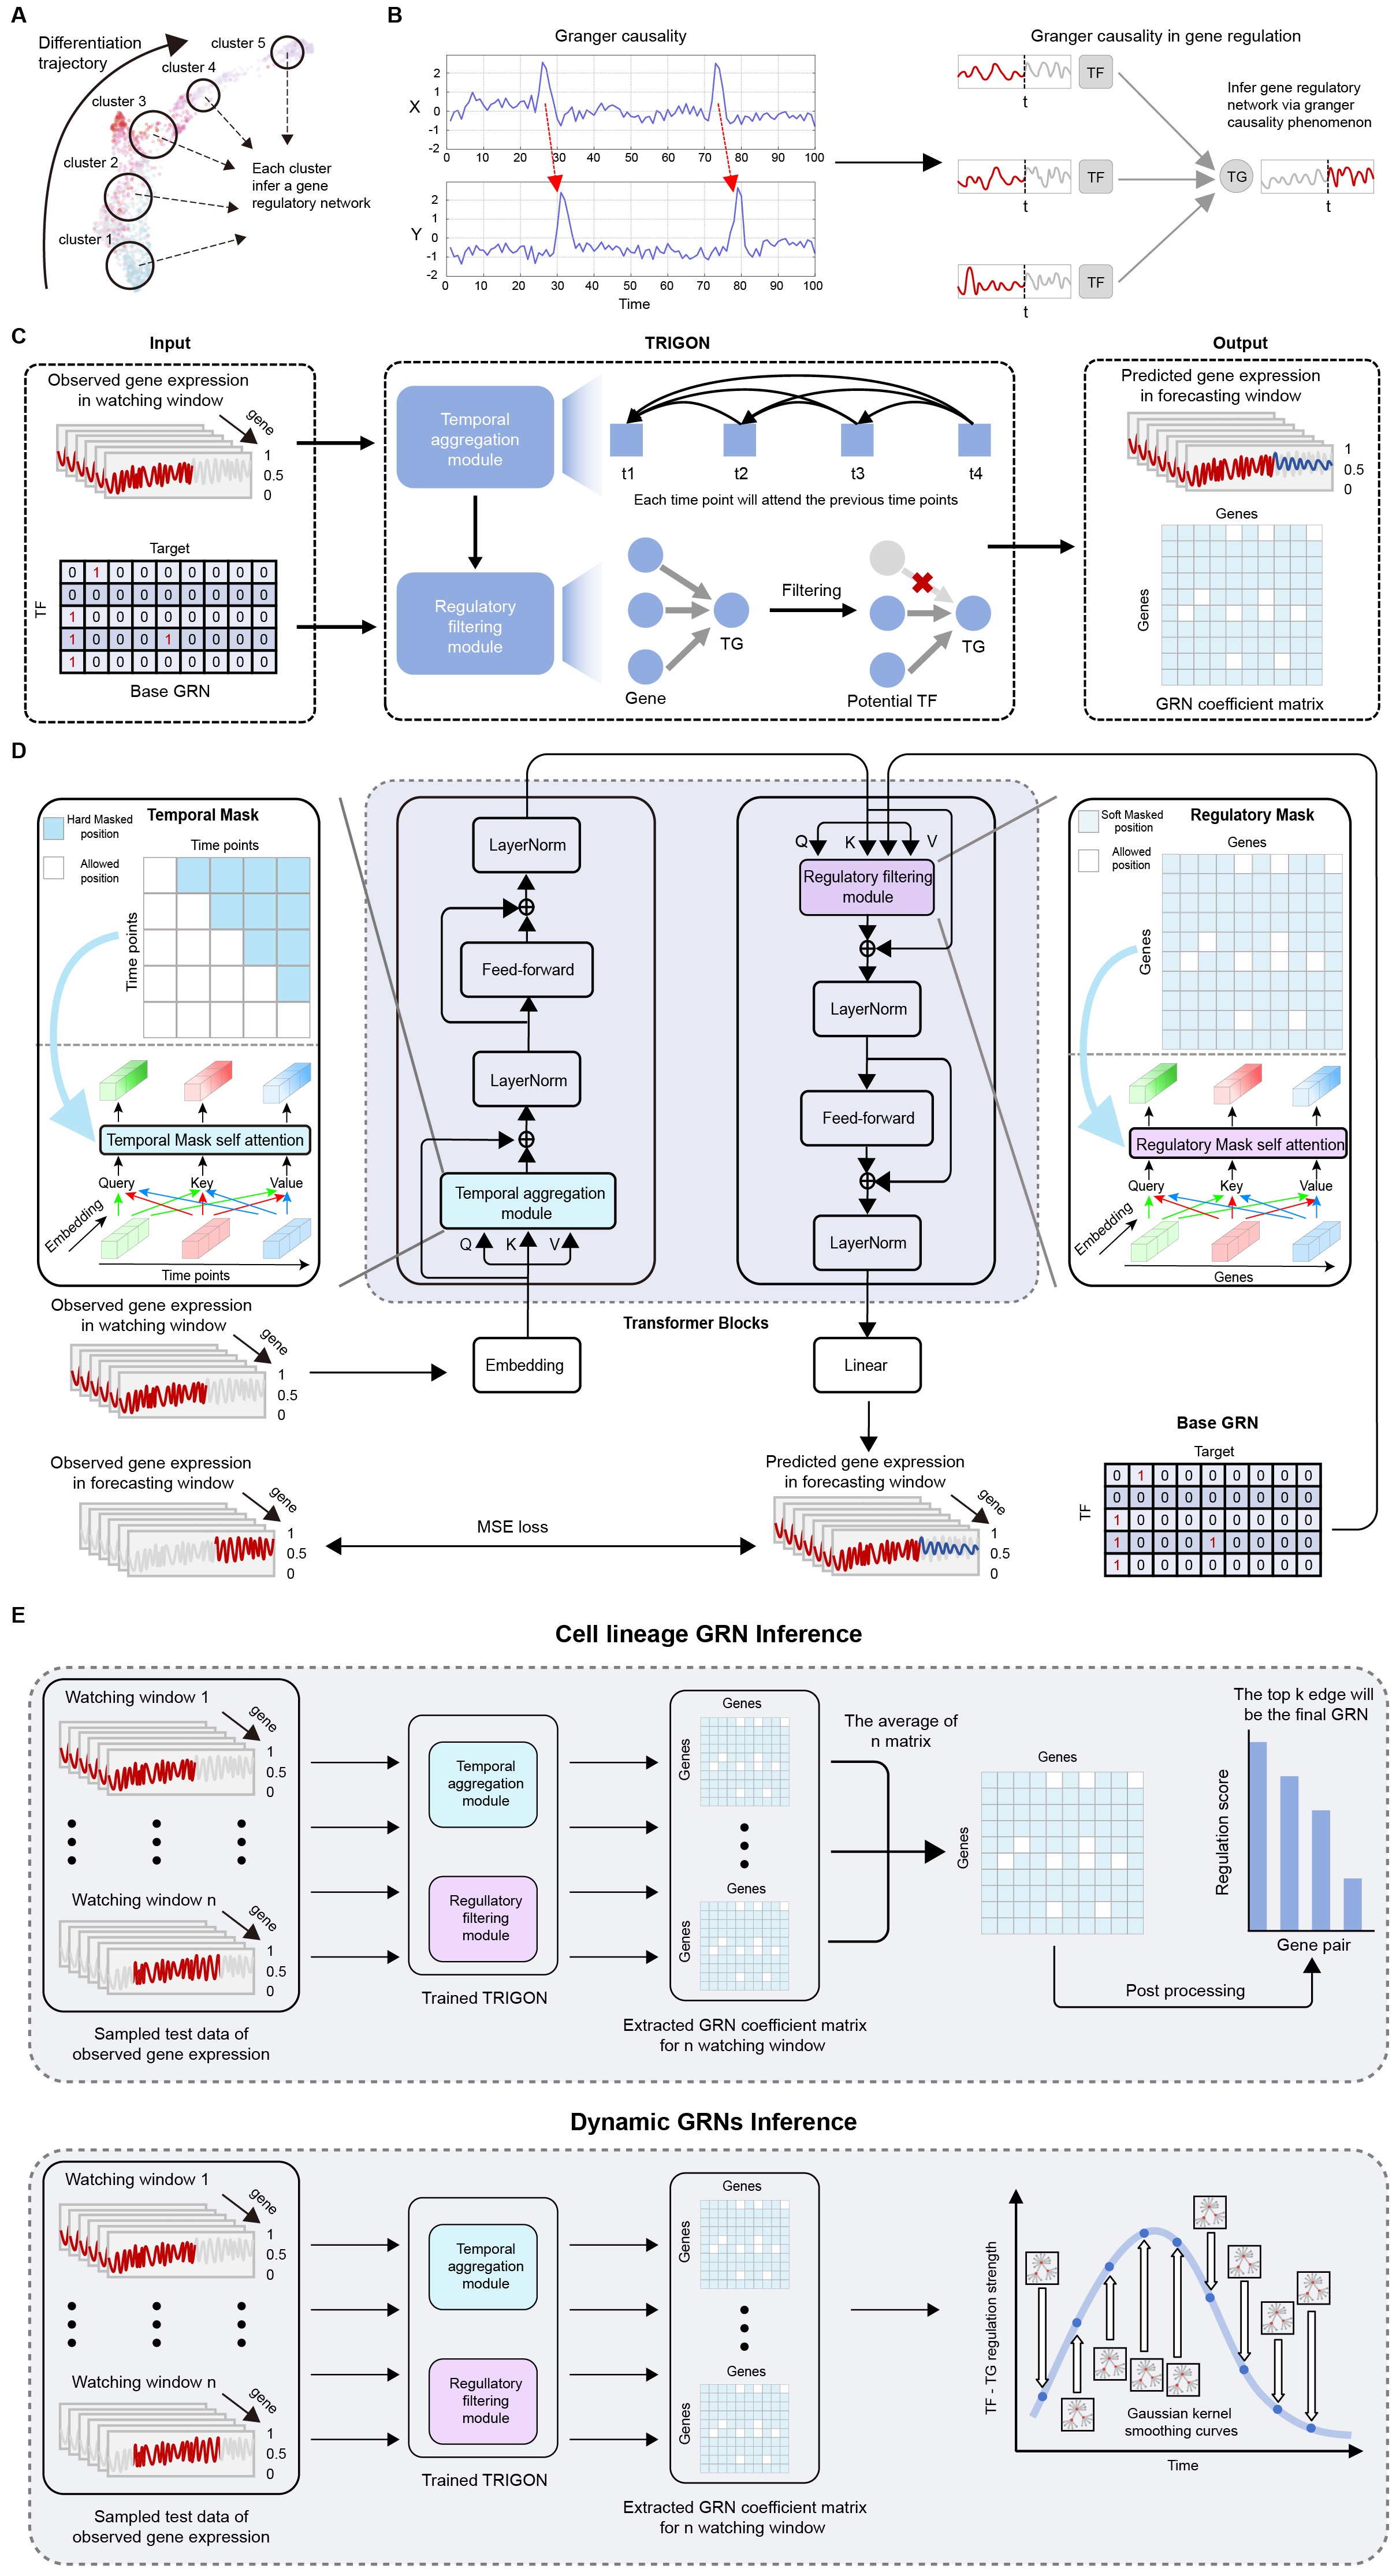 A
Differentiation
trajectory
cluster 5
cluster 4
cluster 3
cluster 2
cluster 1
Each cluster
infer a gene
regulatory network
B
Granger causality
X
2
1
0
-1
-2
0 10 20 30 40 50 60 70 80 90 100
Y
2
1
0
-1
-2
0 10 20 30 40 50 60 70 80 90 100
Time
Granger causality in gene regulation
TF
t
TF
t
TF
t
Infer gene regulatory
network via granger
causality phenomenon
TG
t
C
Input
TRIGON
Output
Observed gene expression
in watching window
gene
1
0.5
0
Target
TF
0 1 0 0 0 0 0 0 0
0 0 0 0 0 0 0 0 0
1 0 0 0 0 0 0 0 0
1 0 0 0 1 0 0 0 0
1 0 0 0 0 0 0 0 0
Base GRN
Temporal
aggregation
module
t1 t2 t3 t4
Each time point will attend the previous time points
Regulatory
filtering
module
TG
Gene
Filtering
TG
Potential TF
Predicted gene expression
in forecasting window
1
0.5
0
Genes
Genes
GRN coefficient matrix
D
Temporal Mask
Hard Masked
position
Allowed
position
Time points
Time points
Temporal Mask self attention
Query Key Value
Embedding
Time points
LayerNorm
Feed-forward
LayerNorm
Temporal aggregation
module
Q K V
Q K V
Regulatory filtering
module
LayerNorm
Feed-forward
LayerNorm
Regulatory Mask
Soft Masked
position
Allowed
position
Genes
Genes
Regulatory Mask self attention
Query Key Value
Embedding
Genes
Transformer Blocks
Observed gene expression
in watching window
gene
1
0.5
0
Embedding
Linear
Observed gene expression
in forecasting window
gene
1
0.5
0
MSE loss
Predicted gene expression
in forecasting window
gene
1
0.5
0
Base GRN
Target
TF
0 1 0 0 0 0 0 0 0
0 0 0 0 0 0 0 0 0
1 0 0 0 0 0 0 0 0
1 0 0 0 1 0 0 0 0
1 0 0 0 0 0 0 0 0
E
Cell lineage GRN Inference
Watching window 1
gene
1
0.5
0
Watching window n
gene
1
0.5
0
Sampled test data of
observed gene expression
Temporal
aggregation
module
Regullatory
filtering
module
Trained TRIGON
Genes
Genes
Genes
Genes
Extracted GRN coefficient matrix
for n watching window
The average of
n matrix
Genes
Genes
Post processing
The top k edge will
be the final GRN
Regulation score
Gene pair
Dynamic GRNs Inference
Watching window 1
gene
1
0.5
0
Watching window n
gene
1
0.5
0
Sampled test data of
observed gene expression
Temporal
aggregation
module
Regullatory
filtering
module
Trained TRIGON
Genes
Genes
Genes
Genes
Extracted GRN coefficient matrix
for n watching window
TF - TG regulation strength
Gaussian kernel
smoothing curves
Time